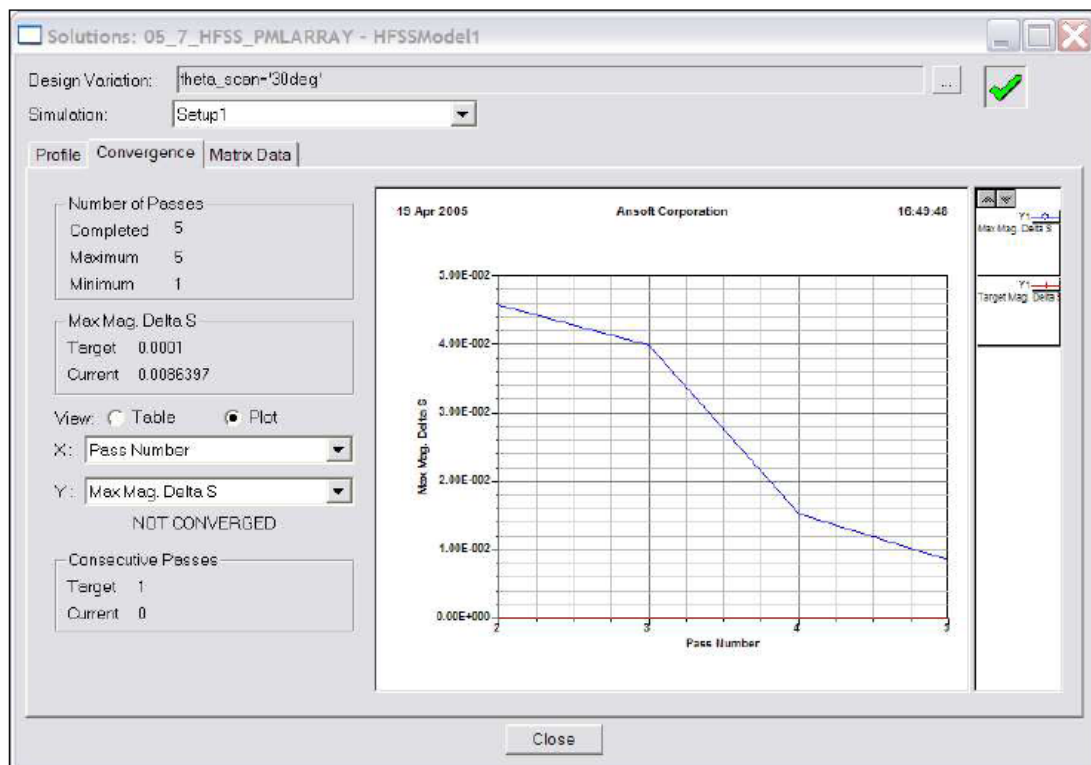 Solutions: 05_7_HFSS_PMLARRAY - HFSSModel1
Design Variation: theta_scan='30deg' ...
Simulation: Setup1
Profile Convergence Matrix Data
Number of Passes
Completed 5
Maximum 5
Minimum 1
Max Mag. Delta S
Target 0.0001
Current 0.0086397
View: Table Plot
X: Pass Number
Y: Max Mag. Delta S
NOT CONVERGED
Consecutive Passes
Target 1
Current 0
19 Apr 2005 Ansoft Corporation 16:49:48
5.00E-002
4.00E-002
3.00E-002
2.00E-002
1.00E-002
0.00E+000
Max Mag. Delta S
2 3 4 5
Pass Number
Y1
Max Mag. Delta S
Y1
Target Mag. Delta
Close